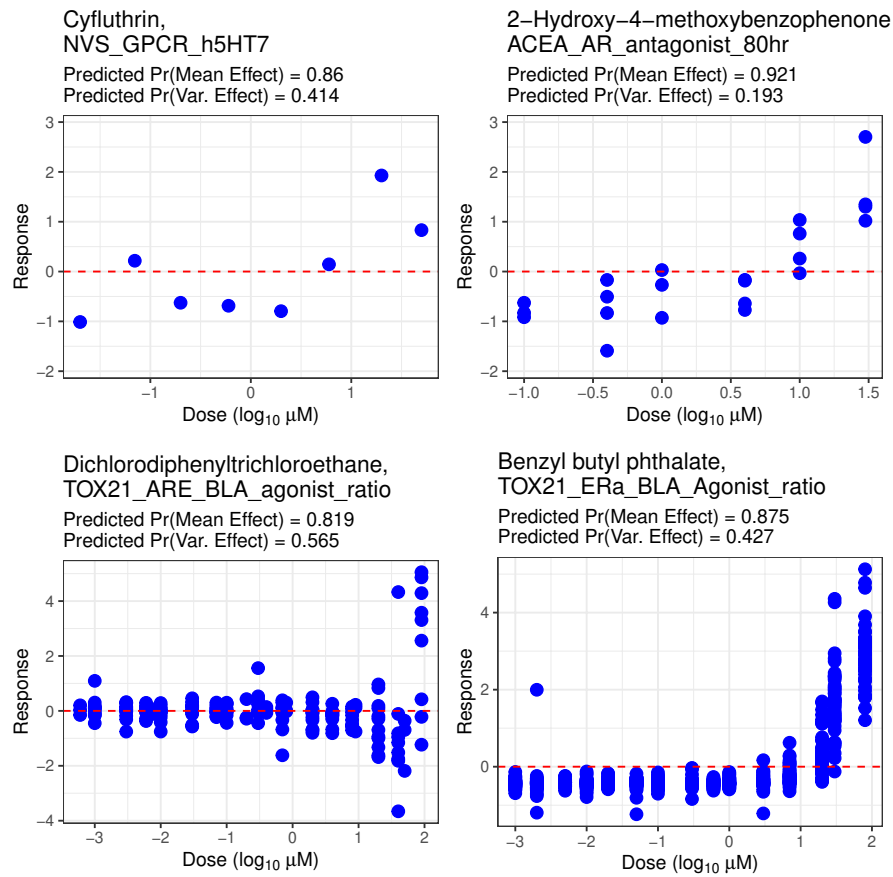 Cyfluthrin,
NVS_GPCR_h5HT7
Predicted Pr(Mean Effect) = 0.86
Predicted Pr(Var. Effect) = 0.414
3
2
1
0
−1
−2
Response
−1
0
1
Dose (log10 μM)
2−Hydroxy−4−methoxybenzophenone
ACEA_AR_antagonist_80hr
Predicted Pr(Mean Effect) = 0.921
Predicted Pr(Var. Effect) = 0.193
3
2
1
0
−1
−2
Response
−1.0
−0.5
0.0
0.5
1.0
1.5
Dose (log10 μM)
Dichlorodiphenyltrichloroethane,
TOX21_ARE_BLA_agonist_ratio
Predicted Pr(Mean Effect) = 0.819
Predicted Pr(Var. Effect) = 0.565
4
2
0
−2
−4
Response
−3
−2
−1
0
1
2
Dose (log10 μM)
Benzyl butyl phthalate,
TOX21_ERa_BLA_Agonist_ratio
Predicted Pr(Mean Effect) = 0.875
Predicted Pr(Var. Effect) = 0.427
4
2
0
Response
−3
−2
−1
0
1
2
Dose (log10 μM)